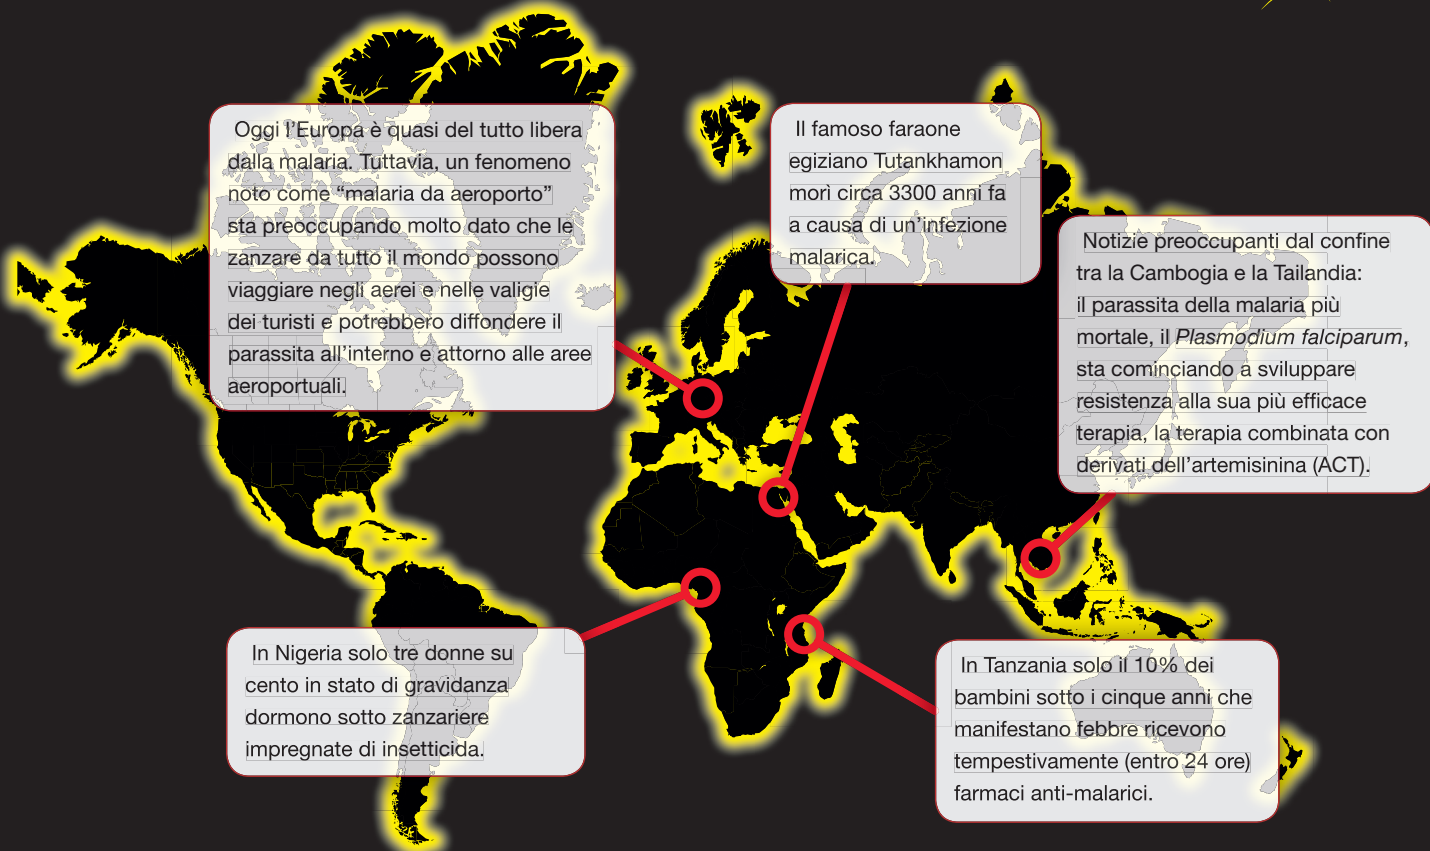 Oggi l'Europa è quasi del tutto libera
dalla malaria. Tuttavia, un fenomeno
noto come “malaria da aeroporto”
sta preoccupando molto dato che le
zanzare da tutto il mondo possono
viaggiare negli aerei e nelle valigie
dei turisti e potrebbero diffondere il
parassita all'interno e attorno alle aree
aeroportuali.
Il famoso faraone
egiziano Tutankhamon
morì circa 3300 anni fa
a causa di un'infezione
malarica.
Notizie preoccupanti dal confine
tra la Cambogia e la Tailandia:
il parassita della malaria più
mortale, il Plasmodium falciparum,
sta cominciando a sviluppare
resistenza alla sua più efficace
terapia, la terapia combinata con
derivati dell'artemisinina (ACT).
In Nigeria solo tre donne su
cento in stato di gravidanza
dormono sotto zanzariere
impregnate di insetticida.
In Tanzania solo il 10% dei
bambini sotto i cinque anni che
manifestano febbre ricevono
tempestivamente (entro 24 ore)
farmaci anti-malarici.